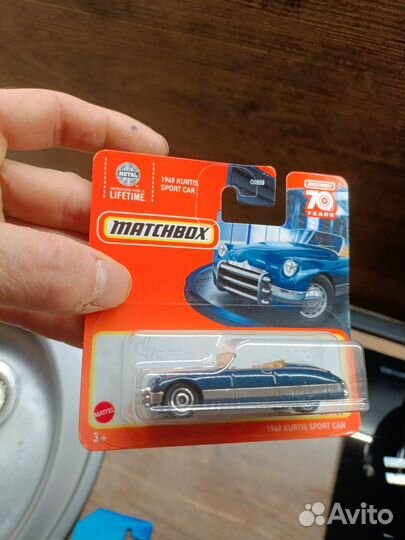 METAL
LIFETIME
1949 KURTIS
SPORT CAR
MATCHBOX
MATCHBOX
70
YEARS
MATTEL
3+
1949 KURTIS SPORT CAR
Avito